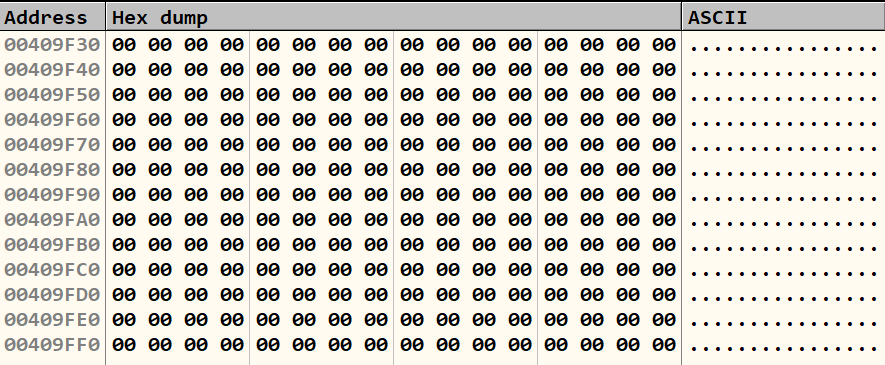 Address Hex dump ASCII
00409F30 00 00 00 00 00 00 00 00 00 00 00 00 00 00 00 00 ................
00409F40 00 00 00 00 00 00 00 00 00 00 00 00 00 00 00 00 ................
00409F50 00 00 00 00 00 00 00 00 00 00 00 00 00 00 00 00 ................
00409F60 00 00 00 00 00 00 00 00 00 00 00 00 00 00 00 00 ................
00409F70 00 00 00 00 00 00 00 00 00 00 00 00 00 00 00 00 ................
00409F80 00 00 00 00 00 00 00 00 00 00 00 00 00 00 00 00 ................
00409F90 00 00 00 00 00 00 00 00 00 00 00 00 00 00 00 00 ................
00409FA0 00 00 00 00 00 00 00 00 00 00 00 00 00 00 00 00 ................
00409FB0 00 00 00 00 00 00 00 00 00 00 00 00 00 00 00 00 ................
00409FC0 00 00 00 00 00 00 00 00 00 00 00 00 00 00 00 00 ................
00409FD0 00 00 00 00 00 00 00 00 00 00 00 00 00 00 00 00 ................
00409FE0 00 00 00 00 00 00 00 00 00 00 00 00 00 00 00 00 ................
00409FF0 00 00 00 00 00 00 00 00 00 00 00 00 00 00 00 00 ................